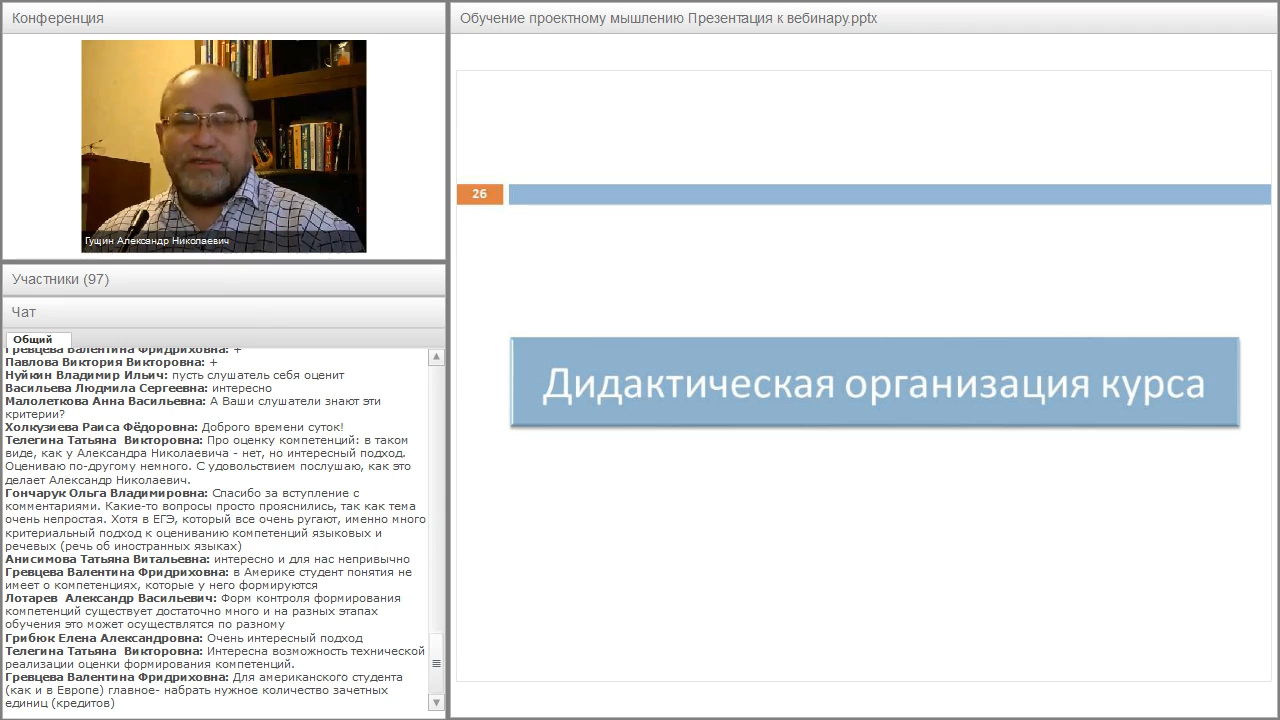 Конференция
Гущин Александр Николаевич
Участники (97)
Чат
Общий
Гревцева Валентина Фридриховна: +
Павлова Виктория Викторовна: +
Нуйкин Владимир Ильич: пусть слушатель себя оценит
Васильева Людмила Сергеевна: интересно
Малолеткова Анна Васильевна: А Ваши слушатели знают эти
критерии?
Холкузиева Раиса Фёдоровна: Доброго времени суток!
Телегина Татьяна Викторовна: Про оценку компетенций: в таком
виде, как у Александра Николаевича - нет, но интересный подход.
Оцениваю по-другому немного. С удовольствием послушаю, как это
делает Александр Николаевич.
Гончарук Ольга Владимировна: Спасибо за вступление с
комментариями. Какие-то вопросы просто прояснились, так как тема
очень непростая. Хотя в ЕГЭ, который все очень ругают, именно много
критериальный подход к оцениванию компетенций языковых и
речевых (речь об иностранных языках)
Анисимова Татьяна Витальевна: интересно и для нас непривычно
Гревцева Валентина Фридриховна: в Америке студент понятия не
имеет о компетенциях, которые у него формируются
Лотарев Александр Васильевич: Форм контроля формирования
компетенций существует достаточно много и на разных этапах
обучения это может осуществлятся по разному
Грибюк Елена Александровна: Очень интересный подход
Телегина Татьяна Викторовна: Интересна возможность технической
реализации оценки формирования компетенций.
Гревцева Валентина Фридриховна: Для американского студента
(как и в Европе) главное- набрать нужное количество зачетных
единиц (кредитов)
Обучение проектному мышлению Презентация к вебинару.pptx
26
Дидактическая организация курса